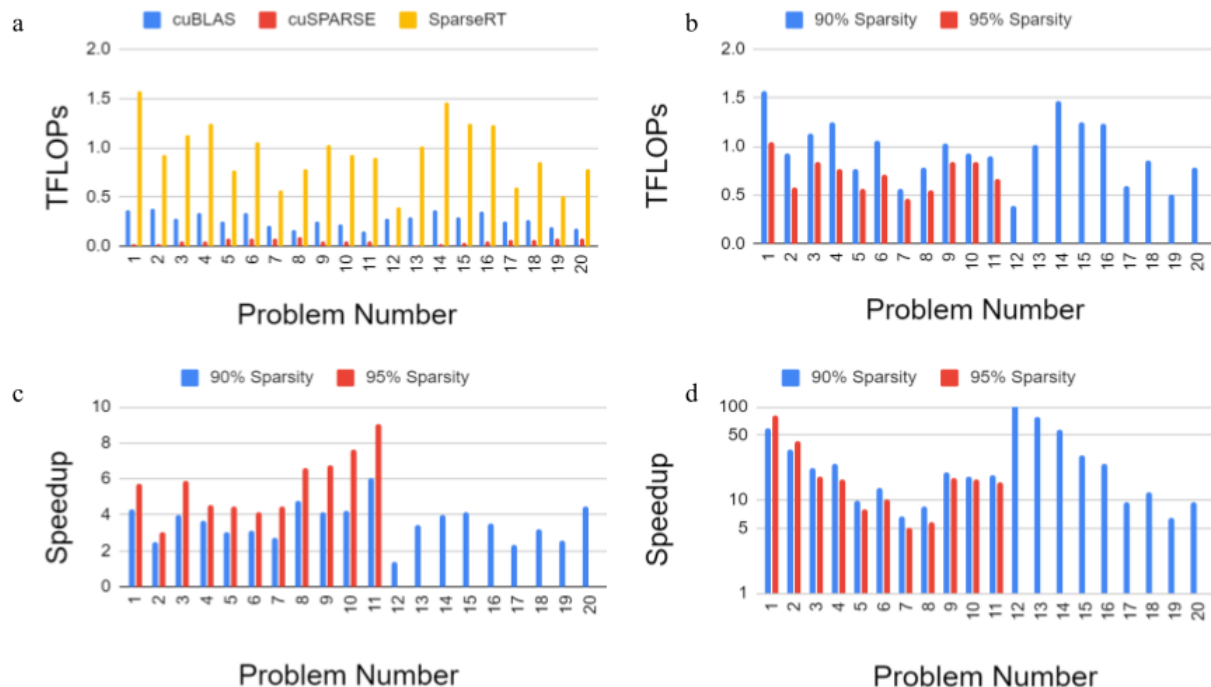 a
cuBLAS cuSPARSE SparseRT
TFLOPs
2.0
1.5
1.0
0.5
0.0
1 2 3 4 5 6 7 8 9 10 11 12 13 14 15 16 17 18 19 20
Problem Number
b
90% Sparsity 95% Sparsity
TFLOPs
2.0
1.5
1.0
0.5
0.0
1 2 3 4 5 6 7 8 9 10 11 12 13 14 15 16 17 18 19 20
Problem Number
c
90% Sparsity 95% Sparsity
Speedup
10
8
6
4
2
0
1 2 3 4 5 6 7 8 9 10 11 12 13 14 15 16 17 18 19 20
Problem Number
d
90% Sparsity 95% Sparsity
Speedup
100
50
10
5
1
1 2 3 4 5 6 7 8 9 10 11 12 13 14 15 16 17 18 19 20
Problem Number